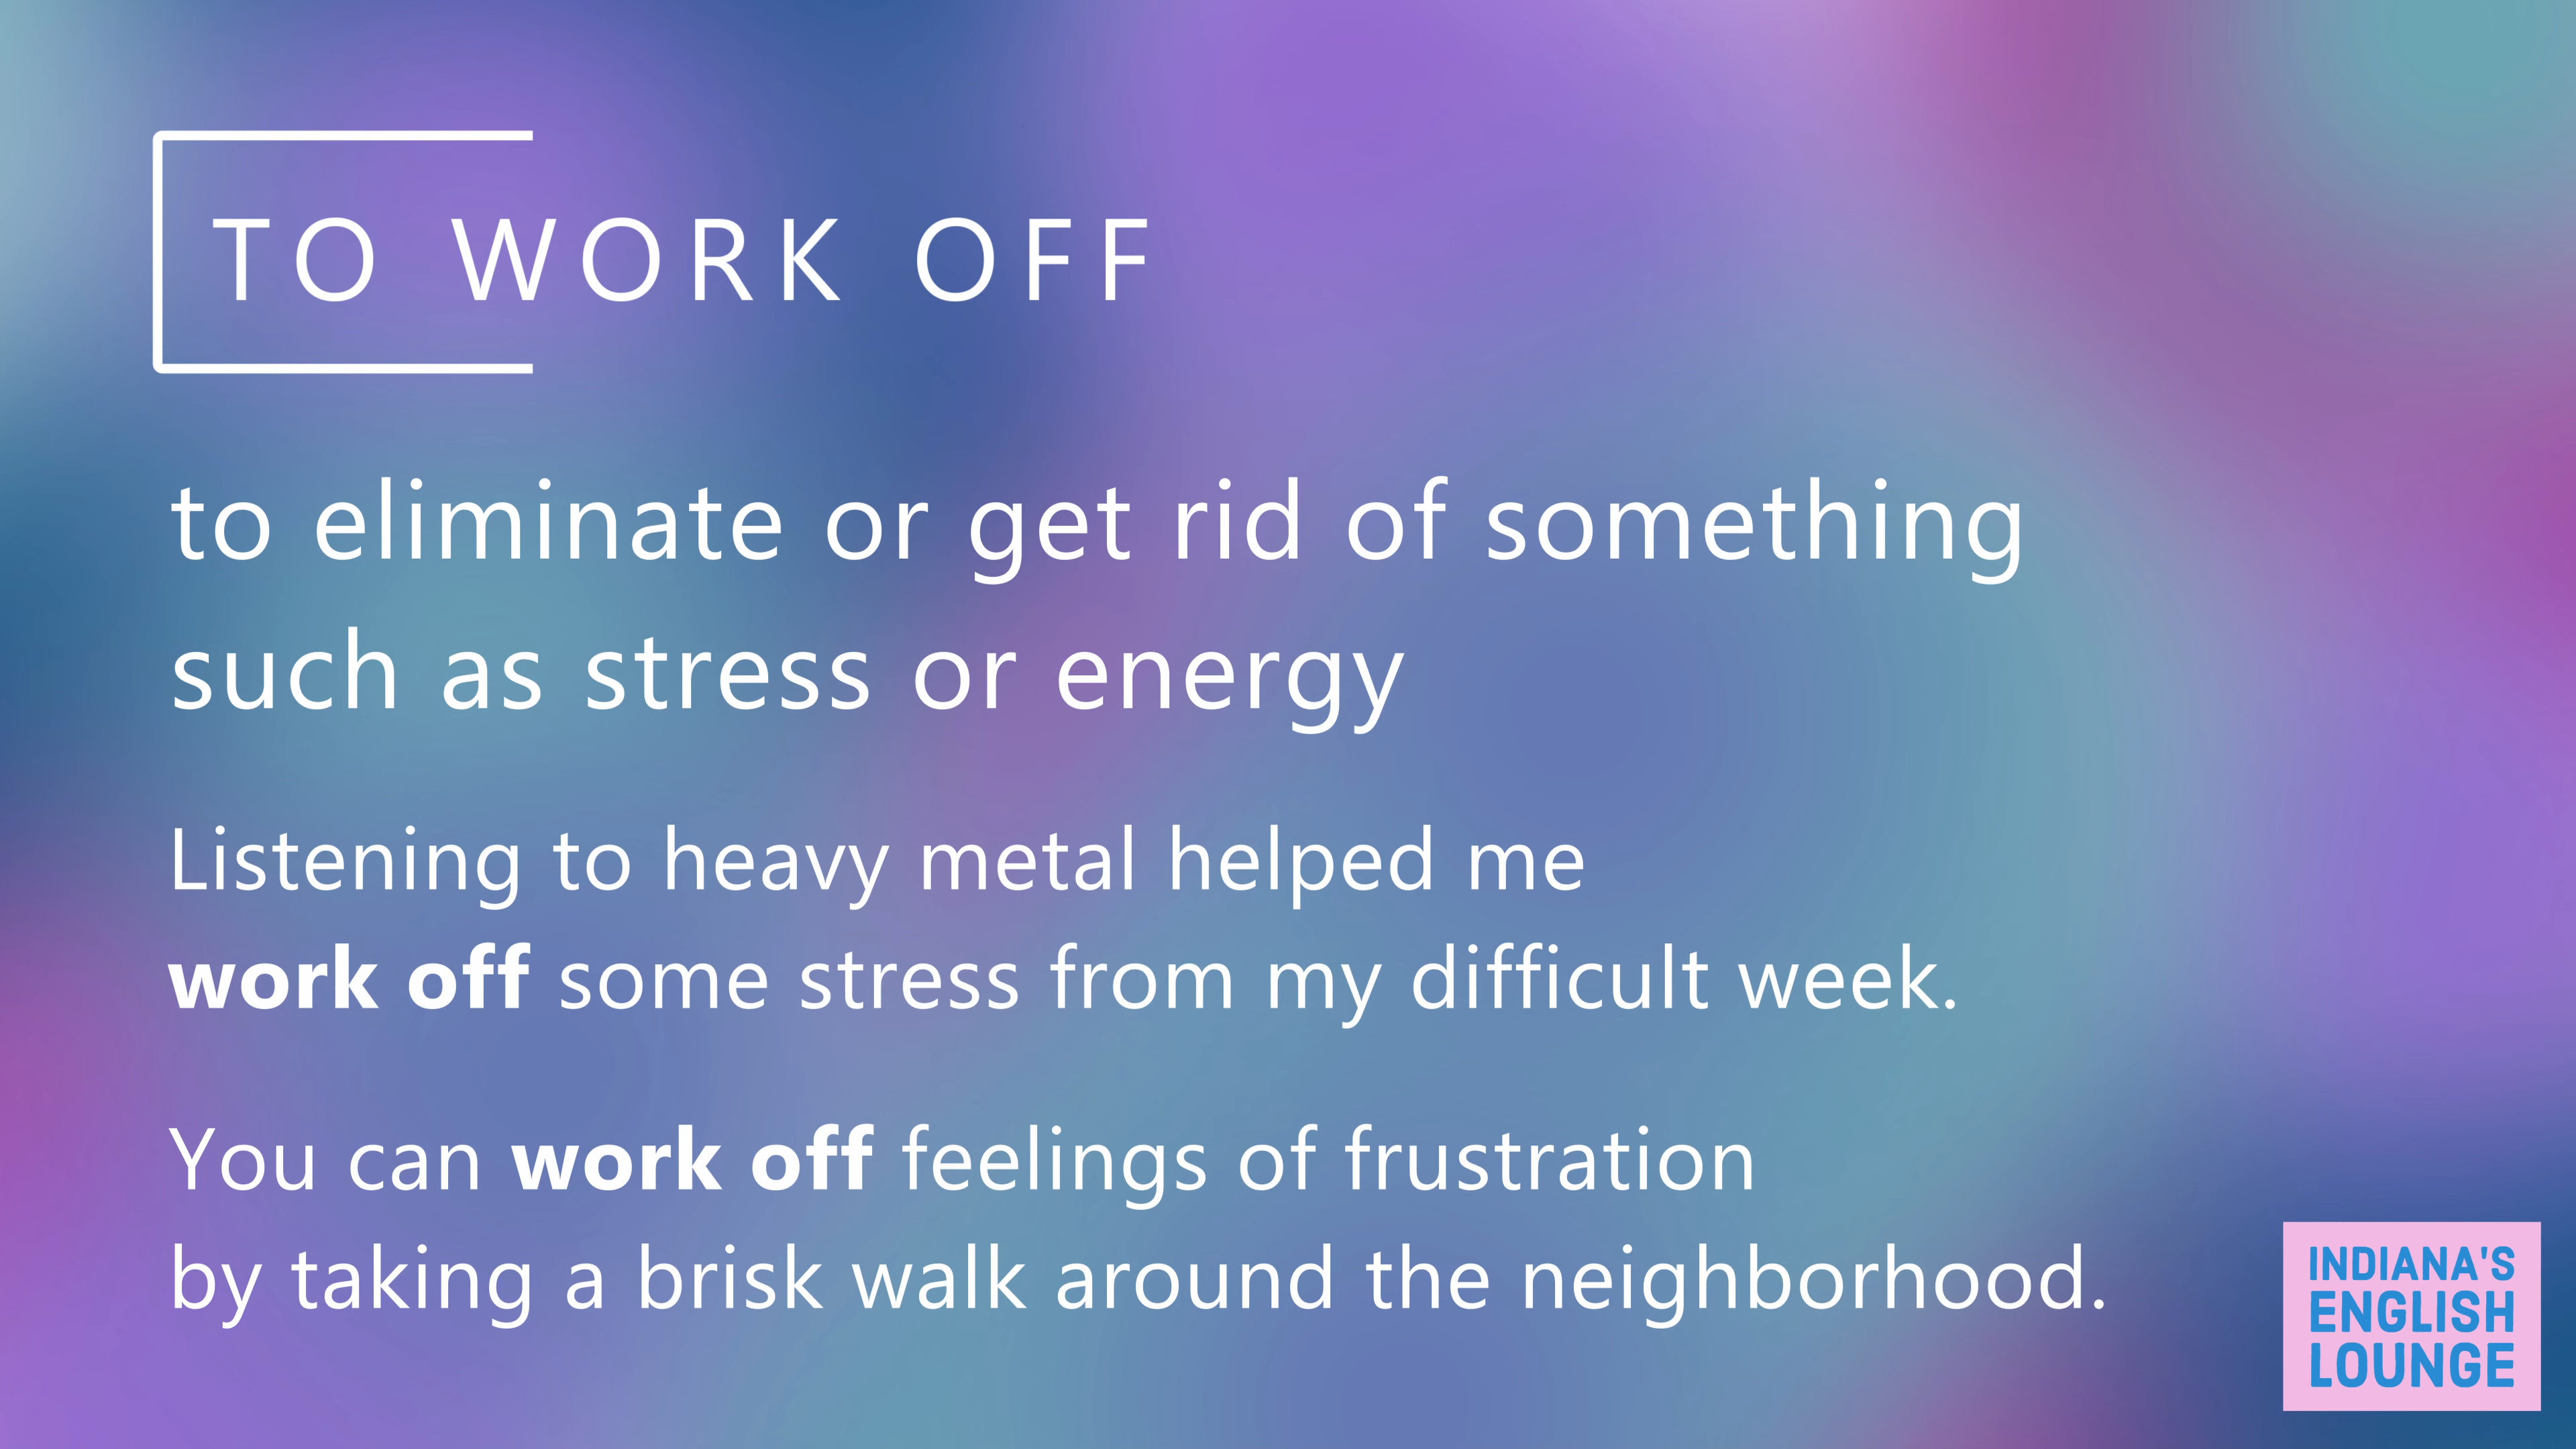 TO WORK OFF
to eliminate or get rid of something
such as stress or energy
Listening to heavy metal helped me
work off some stress from my difficult week.
You can work off feelings of frustration
by taking a brisk walk around the neighborhood.
INDIANA'S
ENGLISH
LOUNGE